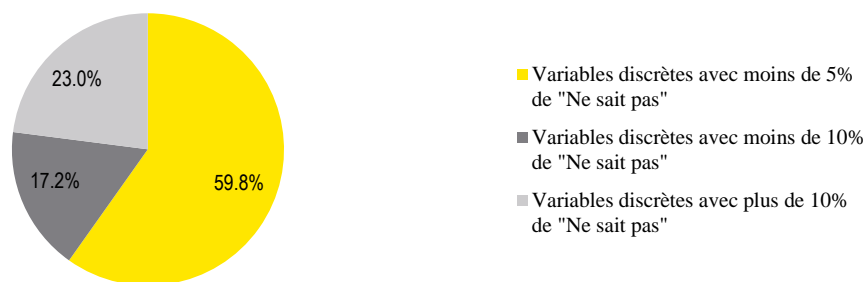 23.0%
17.2%
59.8%
Variables discrètes avec moins de 5%
de "Ne sait pas"
Variables discrètes avec moins de 10%
de "Ne sait pas"
Variables discrètes avec plus de 10%
de "Ne sait pas"